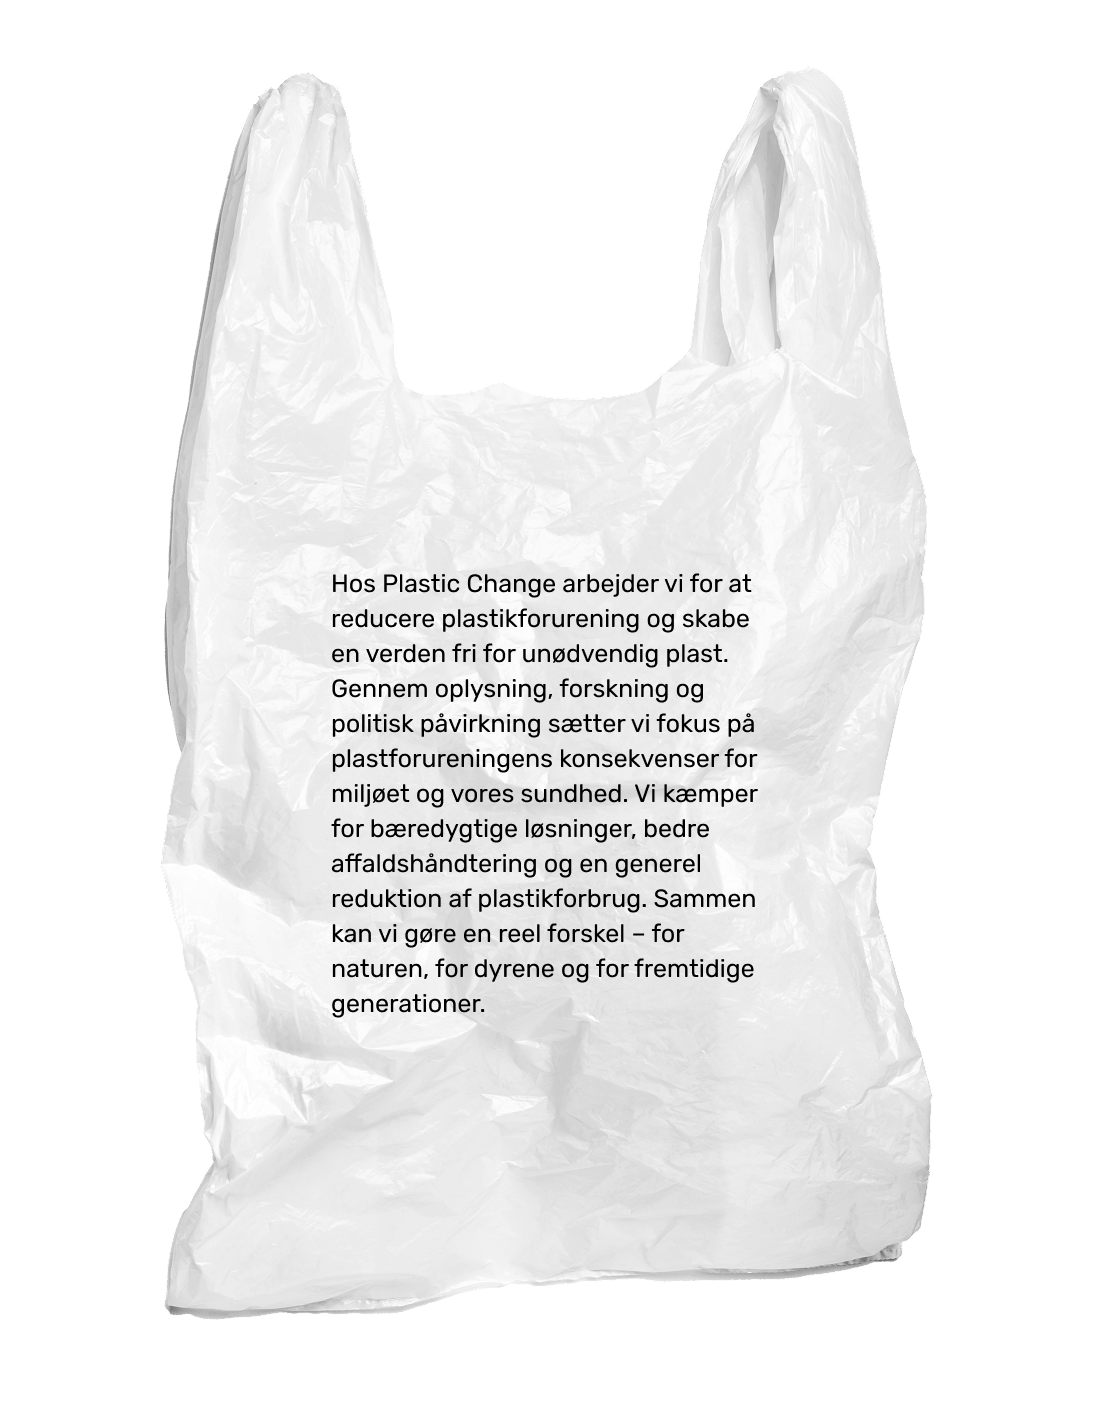 Hos Plastic Change arbejder vi for at
reducere plastikforurening og skabe
en verden fri for unødvendig plast.
Gennem oplysning, forskning og
politisk påvirkning sætter vi fokus på
plastforureningens konsekvenser for
miljøet og vores sundhed. Vi kæmper
for bæredygtige løsninger, bedre
affaldshåndtering og en generel
reduktion af plastikforbrug. Sammen
kan vi gøre en reel forskel – for
naturen, for dyrene og for fremtidige
generationer.